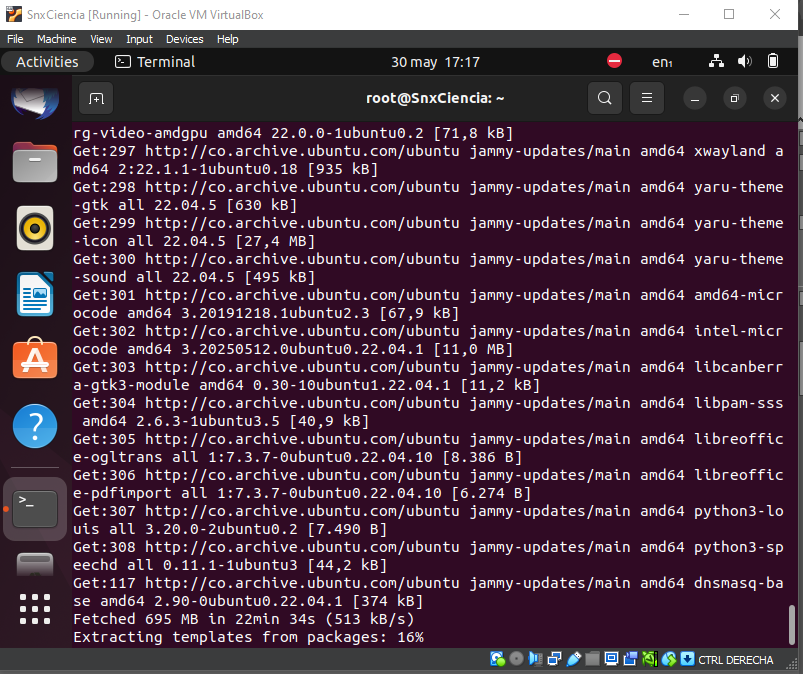 SnxCiencia [Running] - Oracle VM VirtualBox
File Machine View Input Devices Help
Activities Terminal 30 may 17:17 en₁
root@SnxCiencia: ~
rg-video-amdgpu amd64 22.0.0-1ubuntu0.2 [71,8 kB]
Get:297 http://co.archive.ubuntu.com/ubuntu jammy-updates/main amd64 xwayland a
md64 2:22.1.1-1ubuntu0.18 [935 kB]
Get:298 http://co.archive.ubuntu.com/ubuntu jammy-updates/main amd64 yaru-theme
-gtk all 22.04.5 [630 kB]
Get:299 http://co.archive.ubuntu.com/ubuntu jammy-updates/main amd64 yaru-theme
-icon all 22.04.5 [27,4 MB]
Get:300 http://co.archive.ubuntu.com/ubuntu jammy-updates/main amd64 yaru-theme
-sound all 22.04.5 [495 kB]
Get:301 http://co.archive.ubuntu.com/ubuntu jammy-updates/main amd64 amd64-micr
ocode amd64 3.20191218.1ubuntu2.3 [67,9 kB]
Get:302 http://co.archive.ubuntu.com/ubuntu jammy-updates/main amd64 intel-micr
ocode amd64 3.20250512.0ubuntu0.22.04.1 [11,0 MB]
Get:303 http://co.archive.ubuntu.com/ubuntu jammy-updates/main amd64 libcanberr
a-gtk3-module amd64 0.30-10ubuntu1.22.04.1 [11,2 kB]
Get:304 http://co.archive.ubuntu.com/ubuntu jammy-updates/main amd64 libpam-sss
amd64 2.6.3-1ubuntu3.5 [40,9 kB]
Get:305 http://co.archive.ubuntu.com/ubuntu jammy-updates/main amd64 libreoffic
e-ogltrans all 1:7.3.7-0ubuntu0.22.04.10 [8.386 B]
Get:306 http://co.archive.ubuntu.com/ubuntu jammy-updates/main amd64 libreoffic
e-pdfimport all 1:7.3.7-0ubuntu0.22.04.10 [6.274 B]
Get:307 http://co.archive.ubuntu.com/ubuntu jammy-updates/main amd64 python3-lo
uis all 3.20.0-2ubuntu0.2 [7.490 B]
Get:308 http://co.archive.ubuntu.com/ubuntu jammy-updates/main amd64 python3-sp
eechd all 0.11.1-1ubuntu3 [44,2 kB]
Get:117 http://co.archive.ubuntu.com/ubuntu jammy-updates/main amd64 dnsmasq-ba
se amd64 2.90-0ubuntu0.22.04.1 [374 kB]
Fetched 695 MB in 22min 34s (513 kB/s)
Extracting templates from packages: 16%
CTRL DERECHA